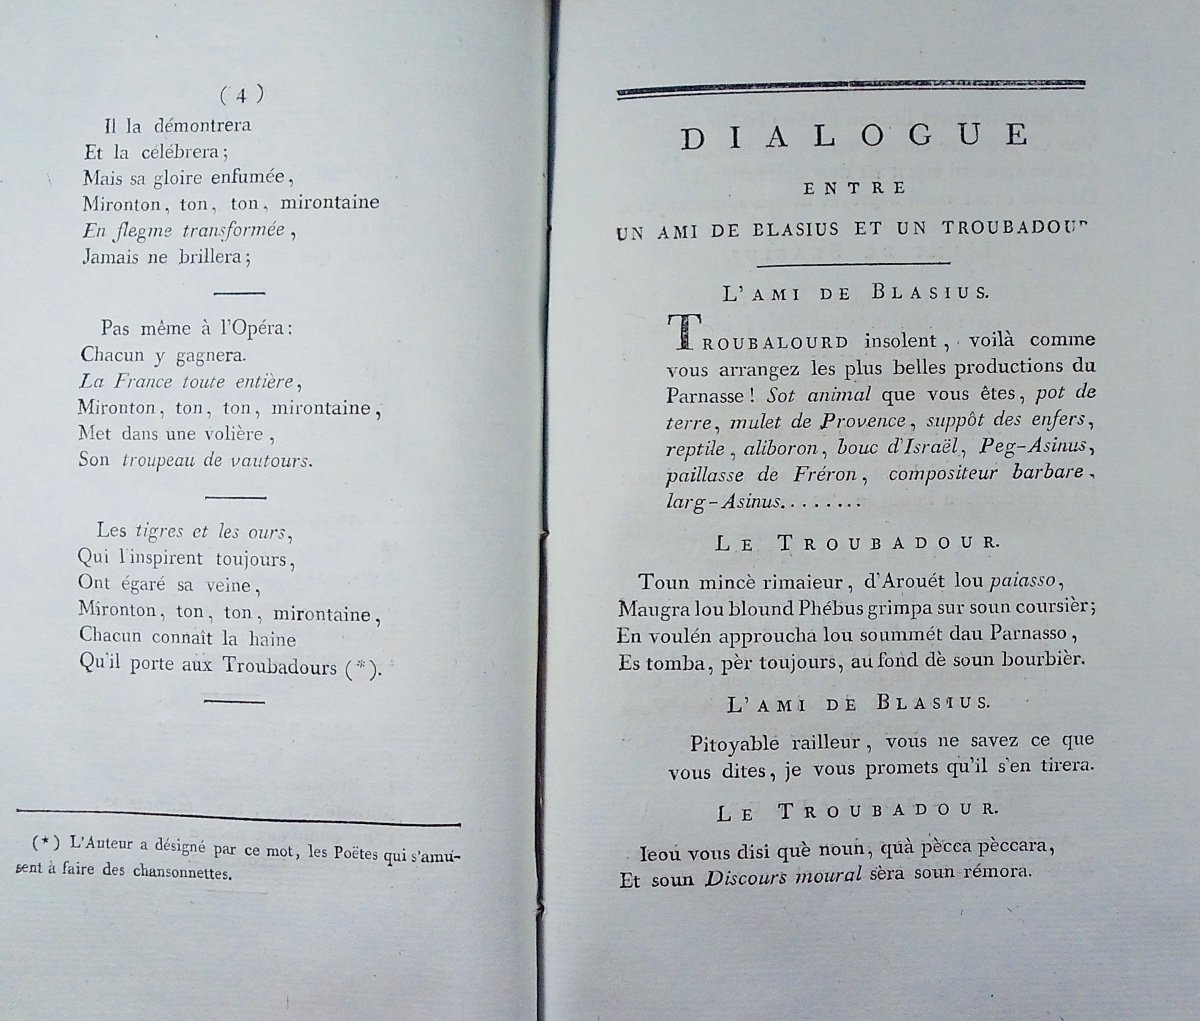 ( 4 )
Il la démontrera
Et la célébrera ;
Mais sa gloire enfumée ,
Mironton , ton , ton , mirontaine
En flegme transformée ,
Jamais ne brillera ;
Pas même à l'Opéra :
Chacun y gagnera.
La France toute entière ,
Mironton , ton , ton , mirontaine ,
Met dans une volière ,
Son troupeau de vautours.
Les tigres et les ours ,
Qui l'inspirent toujours ,
Ont égaré sa veine ,
Mironton , ton , ton , mirontaine ,
Chacun connaît la haine
Qu'il porte aux Troubadours (*).
(*) L'Auteur a désigné par ce mot, les Poëtes qui s'amu-
sent à faire des chansonnettes.
DIALOGUE
ENTRE
UN AMI DE BLASIUS ET UN TROUBADOUR
L'AMI DE BLASIUS.
TROUBALOURD insolent , voilà comme
vous arrangez les plus belles productions du
Parnasse ! Sot animal que vous êtes , pot de
terre , mulet de Provence , suppôt des enfers ,
reptile , aliboron , bouc d'Israël , Peg-Asinus ,
paillasse de Fréron , compositeur barbare ,
larg-Asinus. . . . . . . .
LE TROUBADOUR.
Toun mincè rimaieur , d'Arouét lou paiasso ,
Maugra lou blound Phébus grimpa sur soun coursièr ;
En voulén approucha lou soummét dau Parnasso ,
Es tomba , pèr toujours , au fond dè soun bourbièr.
L'AMI DE BLASIUS.
Pitoyable railleur , vous ne savez ce que
vous dites , je vous promets qu'il s'en tirera.
LE TROUBADOUR.
Ieou vous disi què noun , quà pècca pèccara ,
Et soun Discours moural sèra soun rémora.